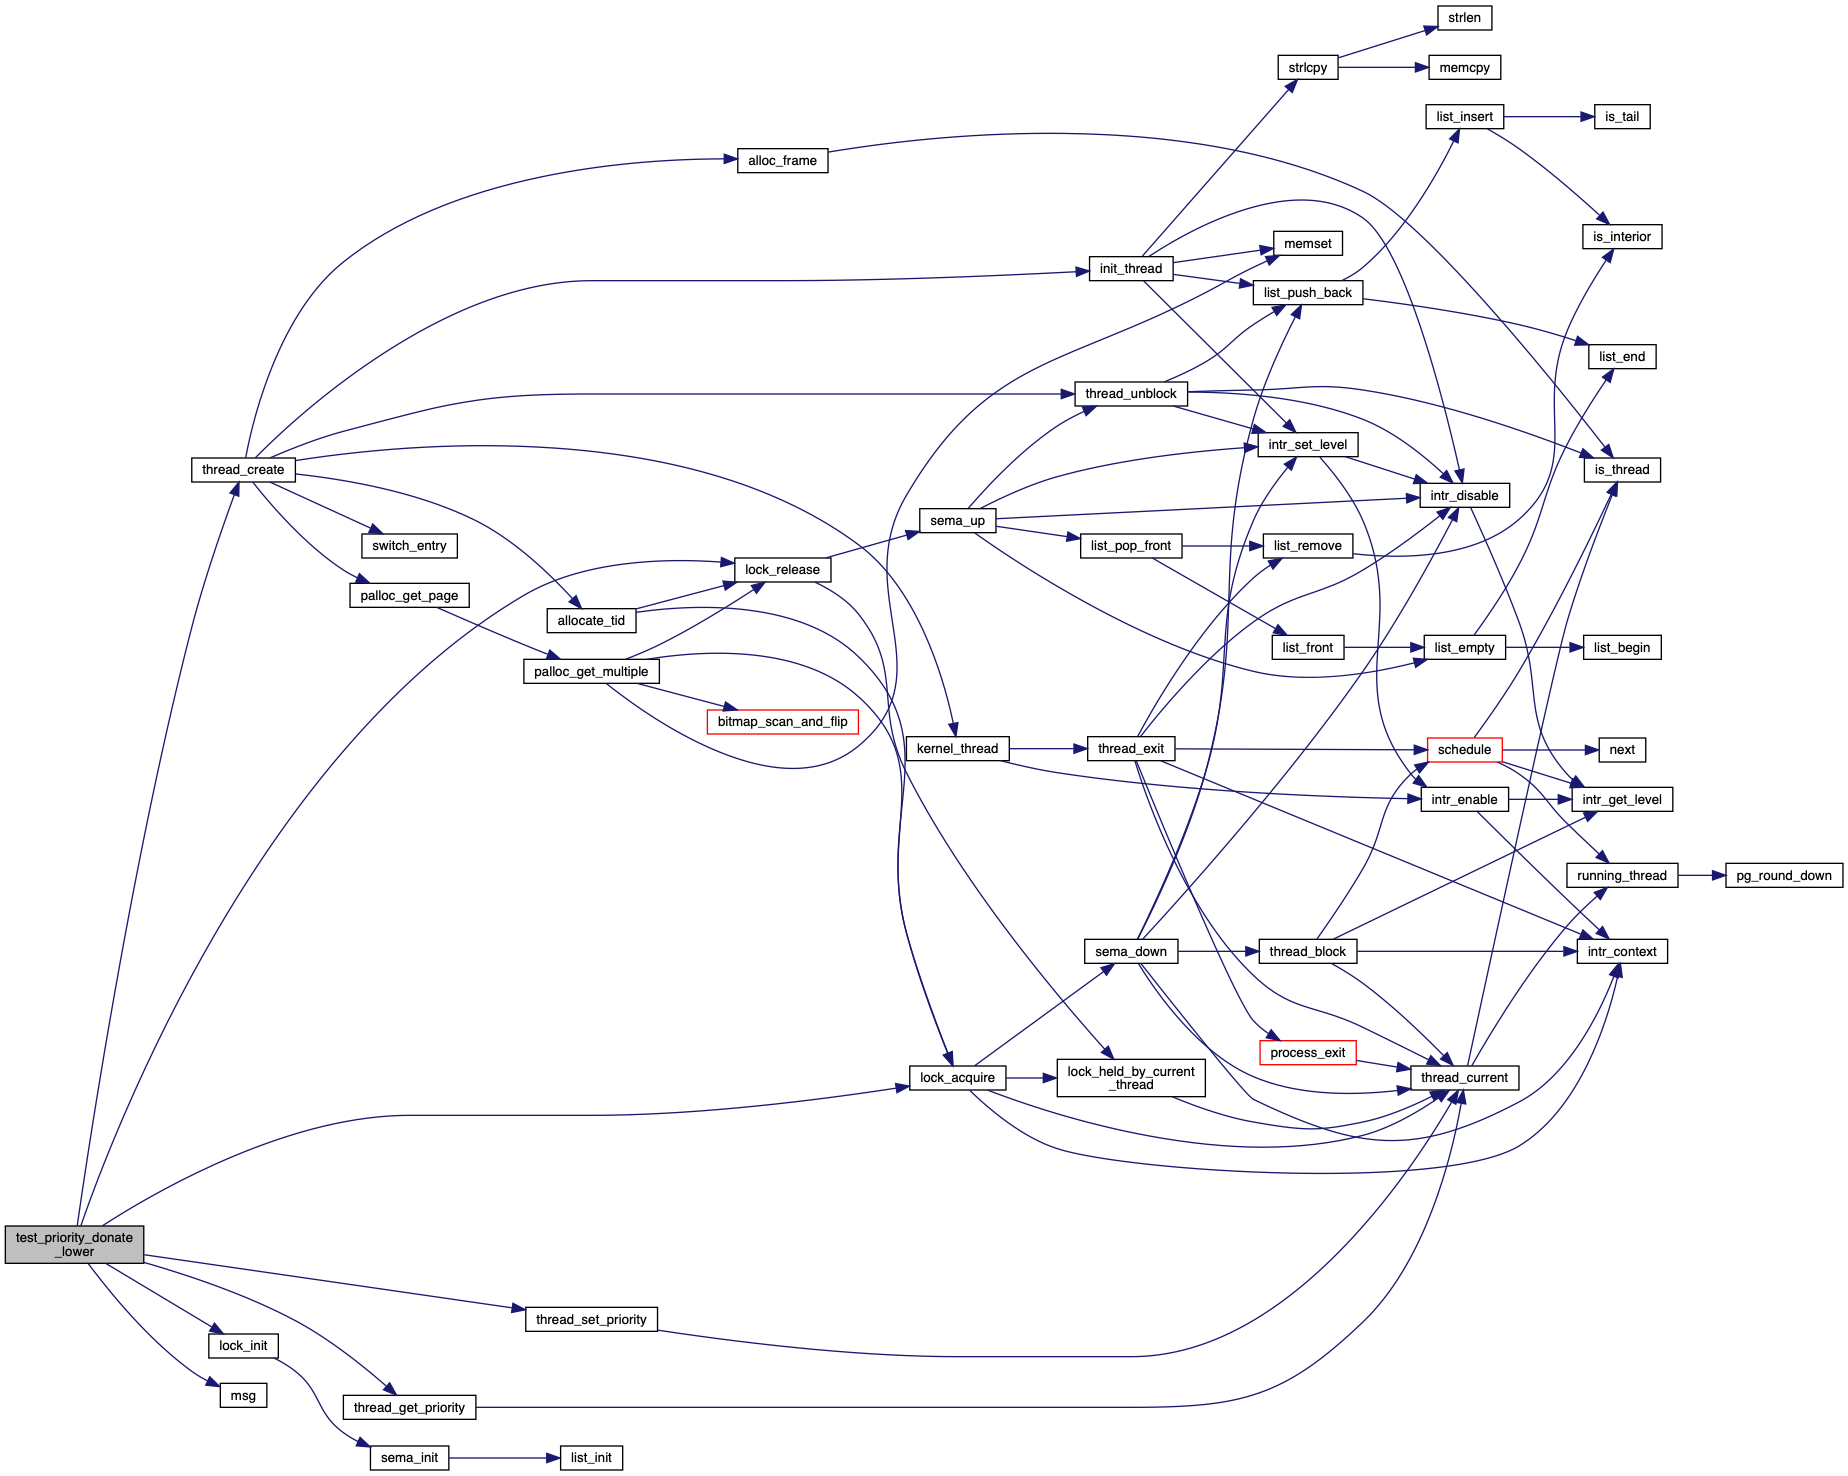 strlen
strlcpy
memcpy
list_insert
is_tail
alloc_frame
is_interior
memset
init_thread
list_push_back
list_end
thread_unblock
intr_set_level
thread_create
is_thread
intr_disable
sema_up
switch_entry
list_pop_front
list_remove
lock_release
palloc_get_page
allocate_tid
list_front
list_empty
list_begin
palloc_get_multiple
bitmap_scan_and_flip
kernel_thread
thread_exit
schedule
next
intr_enable
intr_get_level
running_thread
pg_round_down
sema_down
thread_block
intr_context
process_exit
lock_acquire
lock_held_by_current
_thread
thread_current
test_priority_donate
_lower
thread_set_priority
lock_init
msg
thread_get_priority
sema_init
list_init